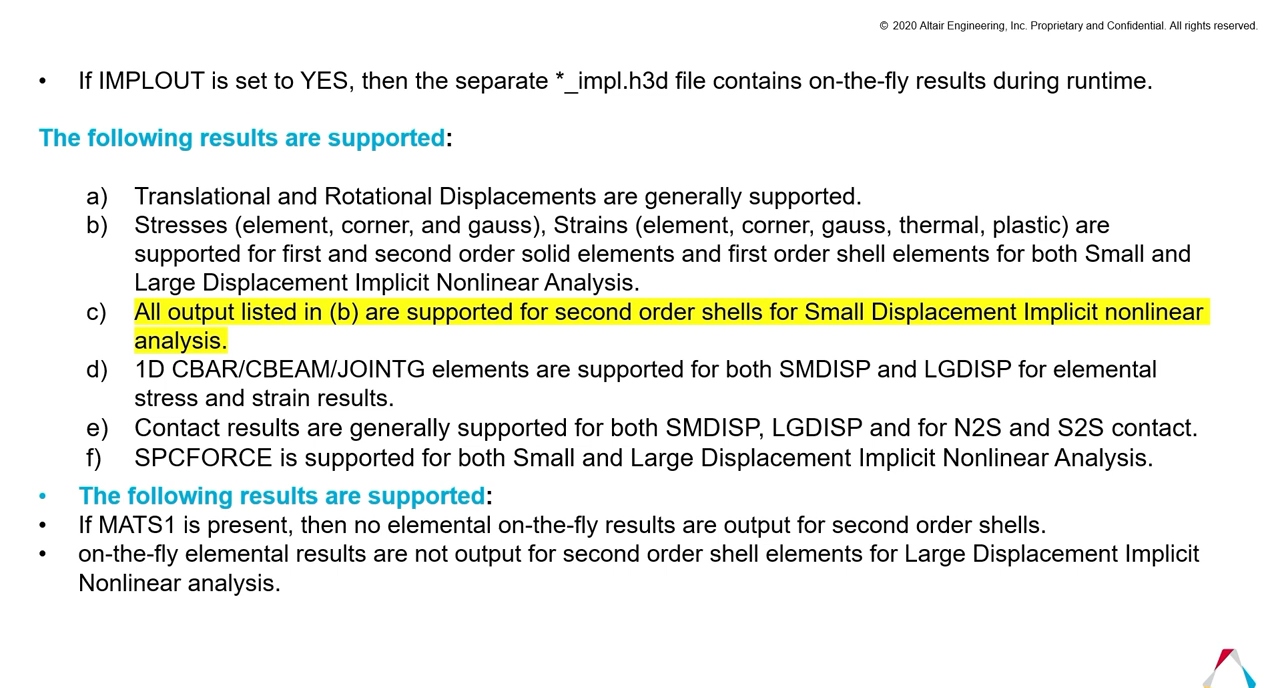 © 2020 Altair Engineering, Inc. Proprietary and Confidential. All rights reserved.
• If IMPLOUT is set to YES, then the separate *_impl.h3d file contains on-the-fly results during runtime.
The following results are supported:
a) Translational and Rotational Displacements are generally supported.
b) Stresses (element, corner, and gauss), Strains (element, corner, gauss, thermal, plastic) are
supported for first and second order solid elements and first order shell elements for both Small and
Large Displacement Implicit Nonlinear Analysis.
c) All output listed in (b) are supported for second order shells for Small Displacement Implicit nonlinear
analysis.
d) 1D CBAR/CBEAM/JOINTG elements are supported for both SMDISP and LGDISP for elemental
stress and strain results.
e) Contact results are generally supported for both SMDISP, LGDISP and for N2S and S2S contact.
f) SPCFORCE is supported for both Small and Large Displacement Implicit Nonlinear Analysis.
• The following results are supported:
• If MATS1 is present, then no elemental on-the-fly results are output for second order shells.
• on-the-fly elemental results are not output for second order shell elements for Large Displacement Implicit
Nonlinear analysis.